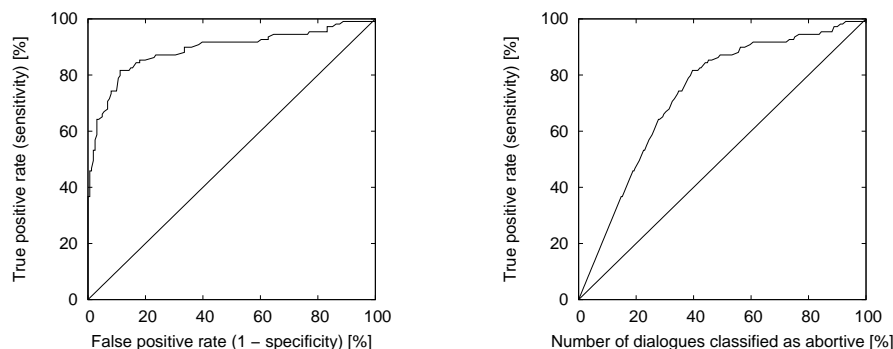 True positive rate (sensitivity) [%]
100
80
60
40
20
0
0 20 40 60 80 100
False positive rate (1 − specificity) [%]
True positive rate (sensitivity) [%]
100
80
60
40
20
0
0 20 40 60 80 100
Number of dialogues classified as abortive [%]